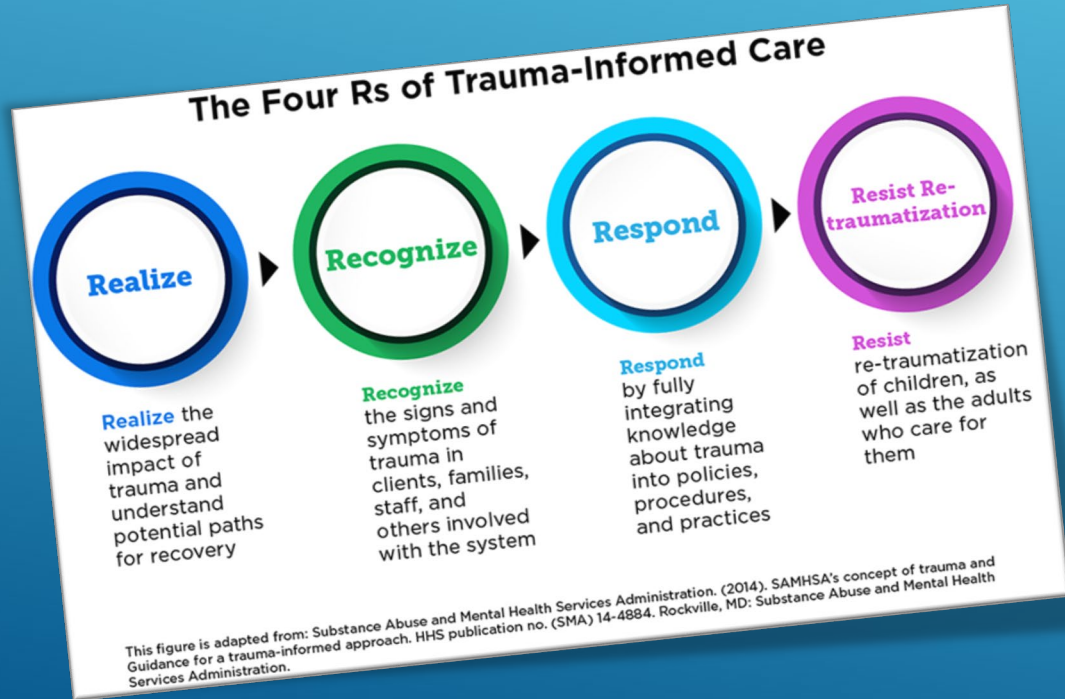 The Four Rs of Trauma-Informed Care
Realize
Recognize
Respond
Resist Re-
traumatization
Realize the
widespread
impact of
trauma and
understand
potential paths
for recovery
Recognize
the signs and
symptoms of
trauma in
clients, families,
staff, and
others involved
with the system
Respond
by fully
integrating
knowledge
about trauma
into policies,
procedures,
and practices
Resist
re-traumatization
of children, as
well as the adults
who care for
them
This figure is adapted from: Substance Abuse and Mental Health Services Administration. (2014). SAMHSA's concept of trauma and
Guidance for a trauma-informed approach. HHS publication no. (SMA) 14-4884. Rockville, MD: Substance Abuse and Mental Health
Services Administration.